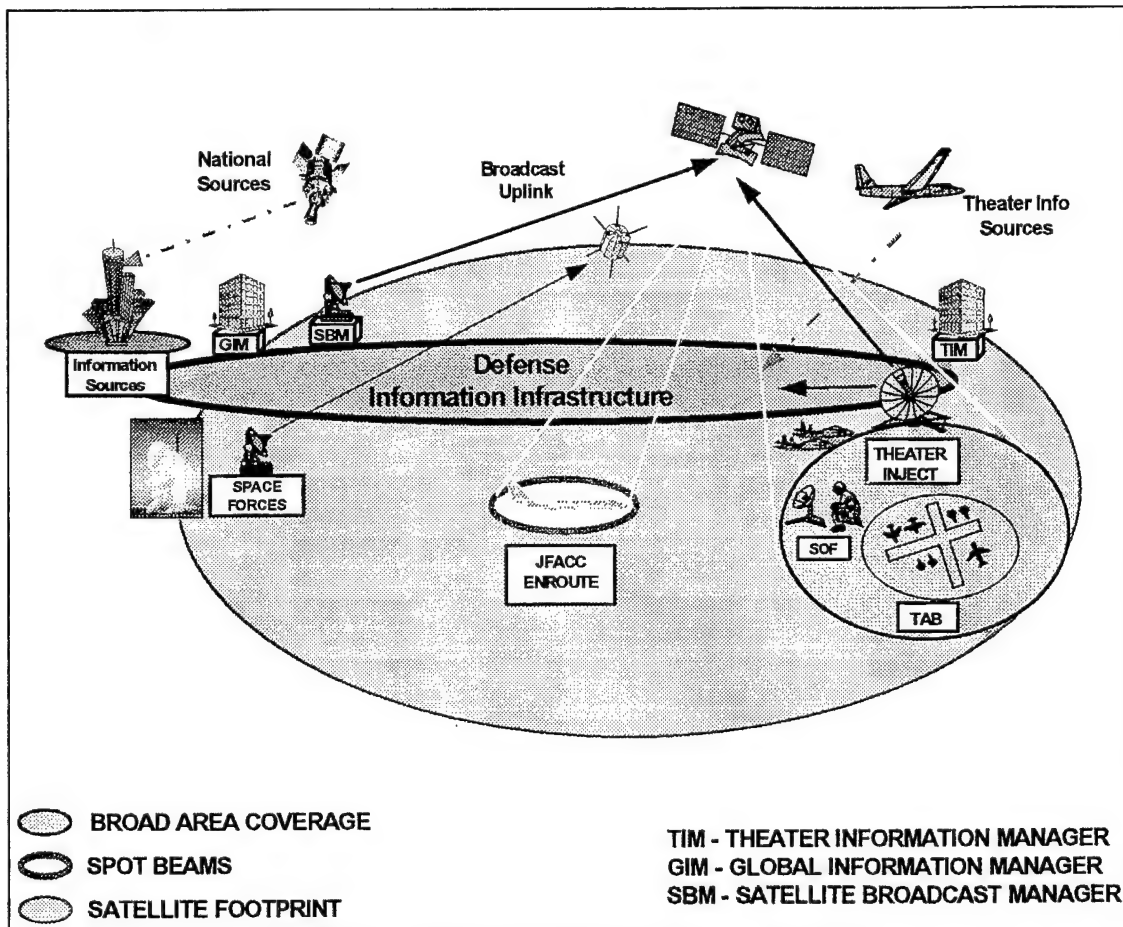 National
Sources
Broadcast
Uplink
Theater Info
Sources
GIM
SBM
TIM
Information
Sources
Defense
Information Infrastructure
SPACE
FORCES
THEATER
INJECT
SOF
JFACC
ENROUTE
TAB
BROAD AREA COVERAGE
SPOT BEAMS
SATELLITE FOOTPRINT
TIM - THEATER INFORMATION MANAGER
GIM - GLOBAL INFORMATION MANAGER
SBM - SATELLITE BROADCAST MANAGER